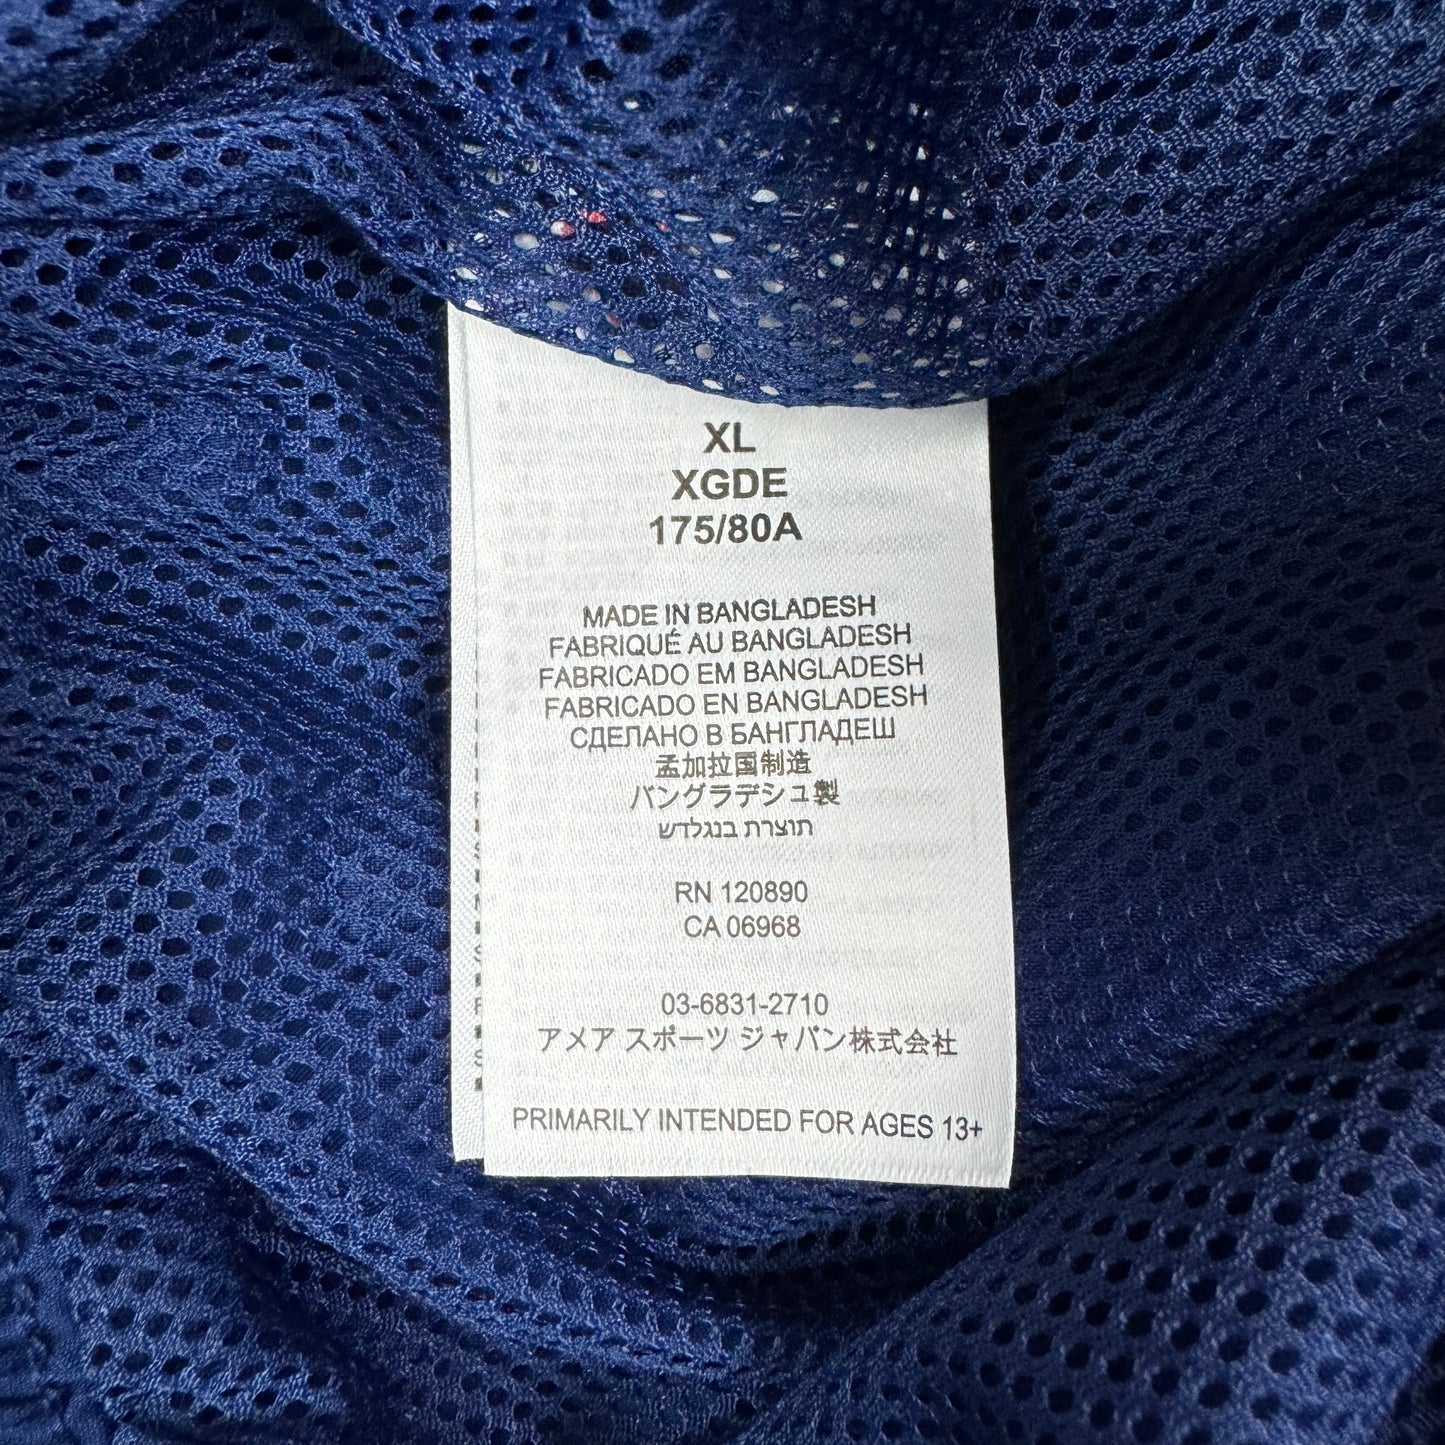 XL
XGDE
175/80A
MADE IN BANGLADESH
FABRIQUÉ AU BANGLADESH
FABRICADO EM BANGLADESH
FABRICADO EN BANGLADESH
СДЕЛАНО В БАНГЛАДЕШ
孟加拉国制造
バングラデシュ製
תוצרת בנגלדש
RN 120890
CA 06968
03-6831-2710
アメア スポーツ ジャパン株式会社
PRIMARILY INTENDED FOR AGES 13+